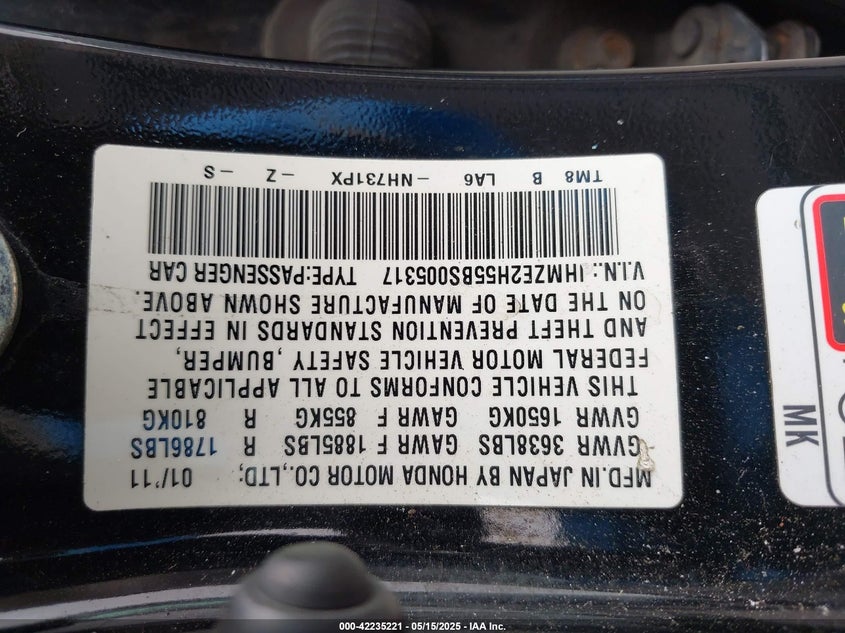 MFD.IN JAPAN BY HONDA MOTOR CO.,LTD; 01/'11
GVWR 3638LBS GAWR F 1885LBS R 1786LBS
GVWR 1650KG GAWR F 855KG R 810KG
THIS VEHICLE CONFORMS TO ALL APPLICABLE
FEDERAL MOTOR VEHICLE SAFETY, BUMPER,
AND THEFT PREVENTION STANDARDS IN EFFECT
ON THE DATE OF MANUFACTURE SHOWN ABOVE.
V.I.N.: JHMZE2H55BS005317 TYPE:PASSENGER CAR
TM8 B LA6 -NH731PX -Z -S
MK
000-42235221 - /05/15/2025 - IAA Inc.